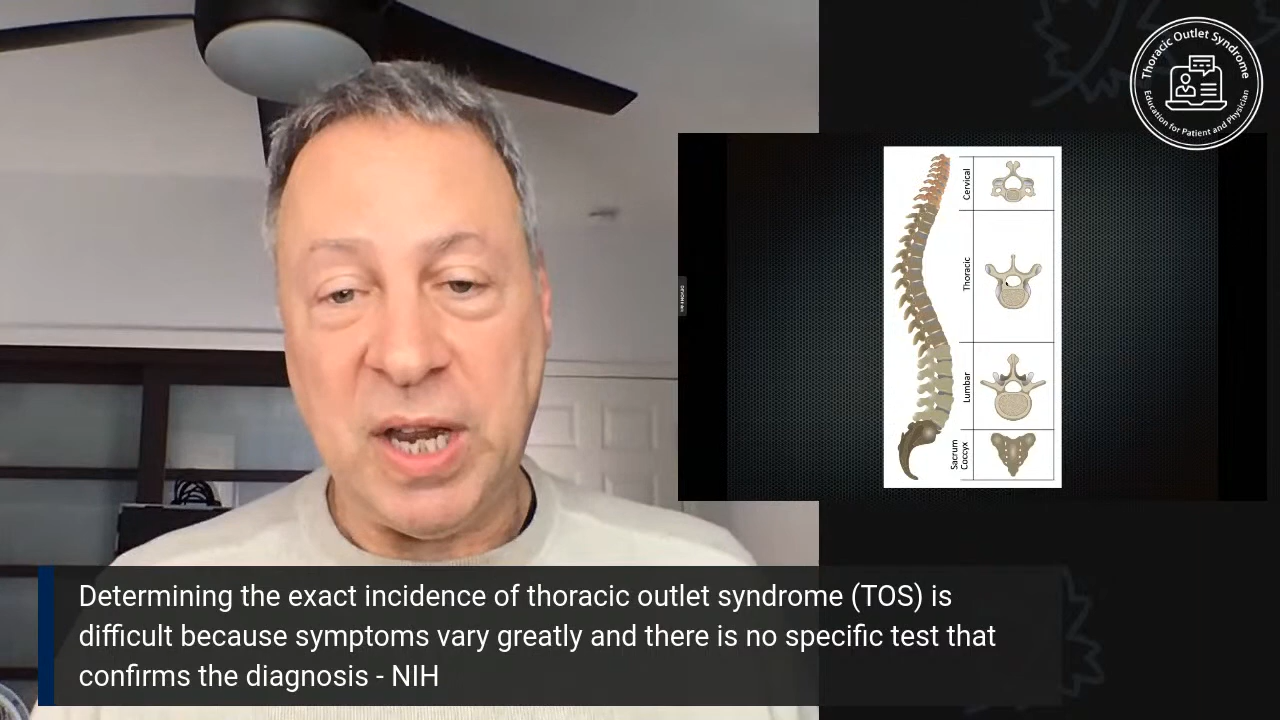 Thoracic Outlet Syndrome
Education for Patient and Physician
Cervical
Thoracic
Lumbar
Sacrum
Coccyx
Determining the exact incidence of thoracic outlet syndrome (TOS) is
difficult because symptoms vary greatly and there is no specific test that
confirms the diagnosis - NIH